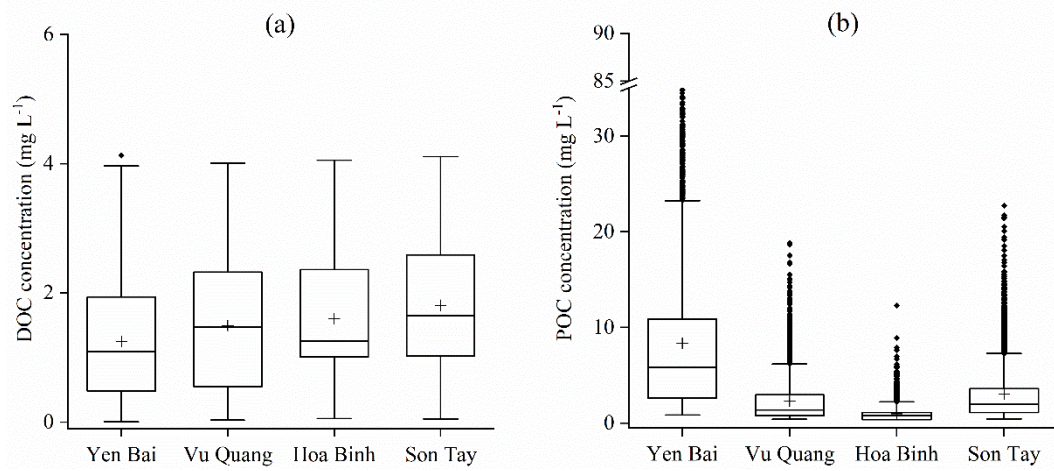 (a)
DOC concentration (mg L⁻¹)
6
4
2
0
Yen Bai Vu Quang Hoa Binh Son Tay
(b)
POC concentration (mg L⁻¹)
90
85
30
20
10
0
Yen Bai Vu Quang Hoa Binh Son Tay